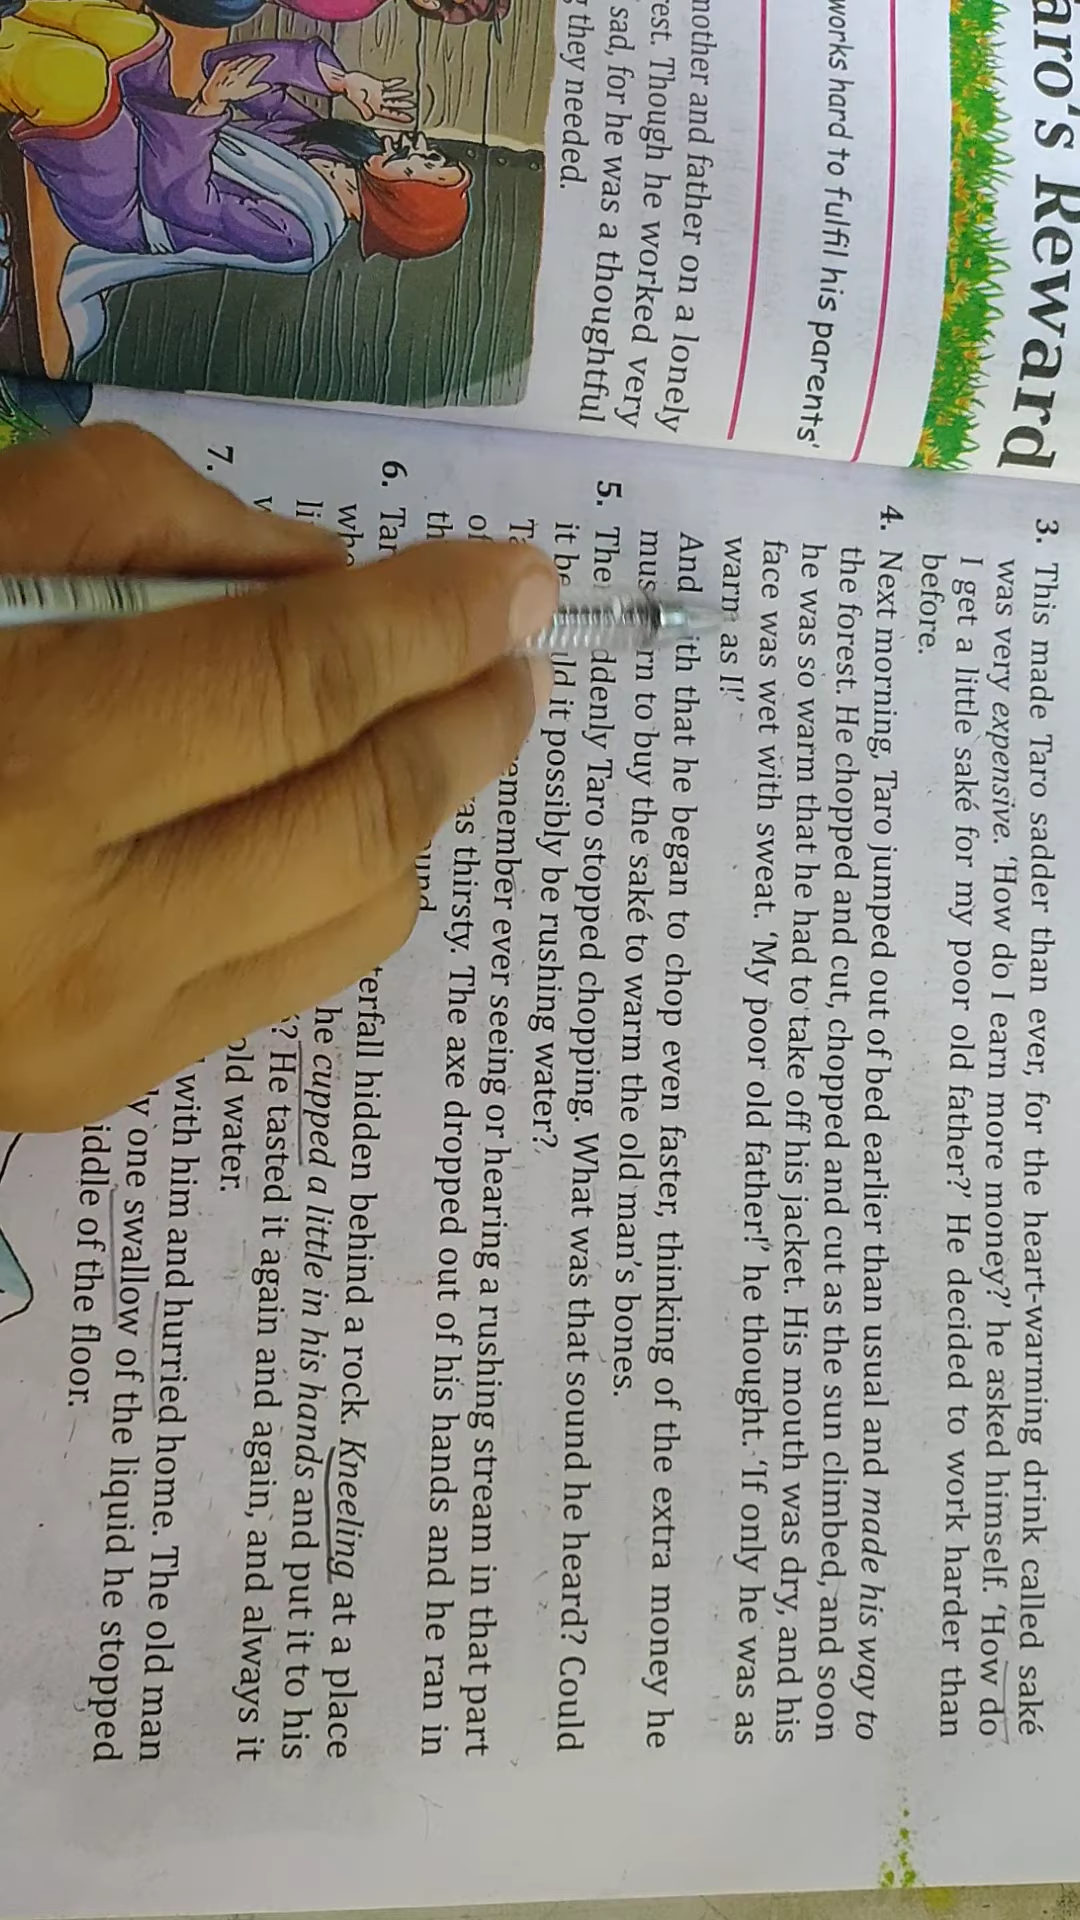 aro's Reward
works hard to fulfil his parents'
mother and father on a lonely
rest. Though he worked very
sad, for he was a thoughtful
they needed.
3. This made Taro sadder than ever, for the heart-warming drink called saké
was very expensive. 'How do I earn more money?' he asked himself. 'How do
I get a little saké for my poor old father?' He decided to work harder than
before.
4. Next morning, Taro jumped out of bed earlier than usual and made his way to
the forest. He chopped and cut, chopped and cut as the sun climbed, and soon
he was so warm that he had to take off his jacket. His mouth was dry, and his
face was wet with sweat. 'My poor old father!' he thought. 'If only he was as
warm as I!'
And ith that he began to chop even faster, thinking of the extra money he
mus rn to buy the saké to warm the old man's bones.
5. The ddenly Taro stopped chopping. What was that sound he heard? Could
it be ld it possibly be rushing water?
Ta emember ever seeing or hearing a rushing stream in that part
of as thirsty. The axe dropped out of his hands and he ran in
th ound
6. Tar terfall hidden behind a rock. Kneeling at a place
whe he cupped a little in his hands and put it to his
li ? He tasted it again and again, and always it
old water.
7. with him and hurried home. The old man
ly one swallow of the liquid he stopped
iddle of the floor.